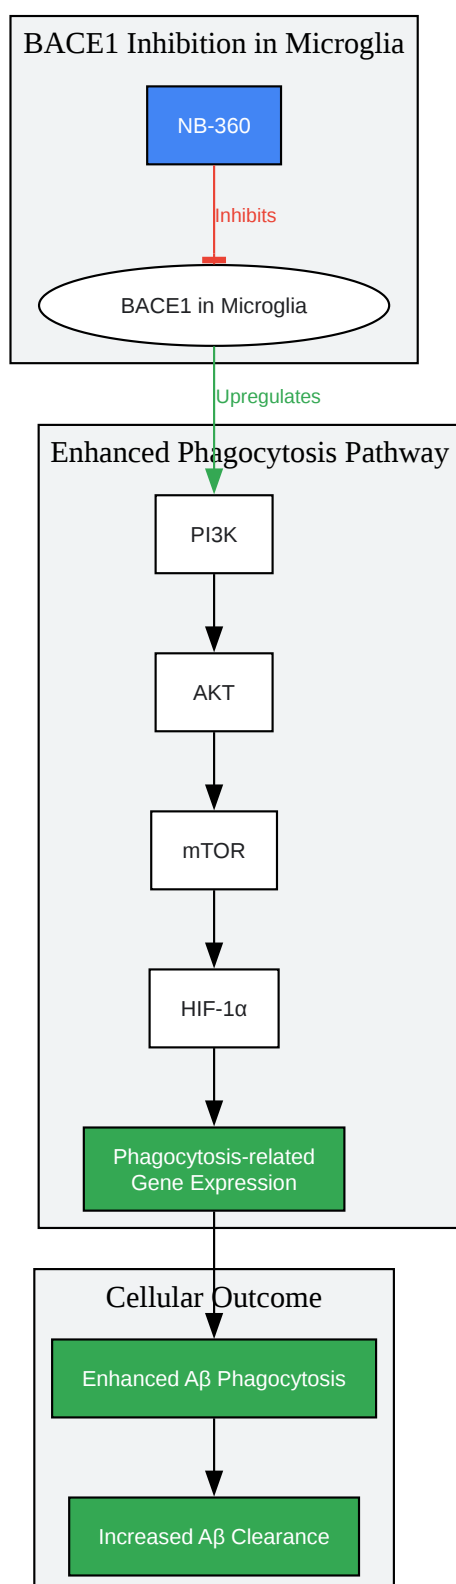 BACE1 Inhibition in Microglia
NB-360
Inhibits
BACE1 in Microglia
Upregulates
Enhanced Phagocytosis Pathway
PI3K
AKT
mTOR
HIF-1α
Phagocytosis-related
Gene Expression
Cellular Outcome
Enhanced Aβ Phagocytosis
Increased Aβ Clearance